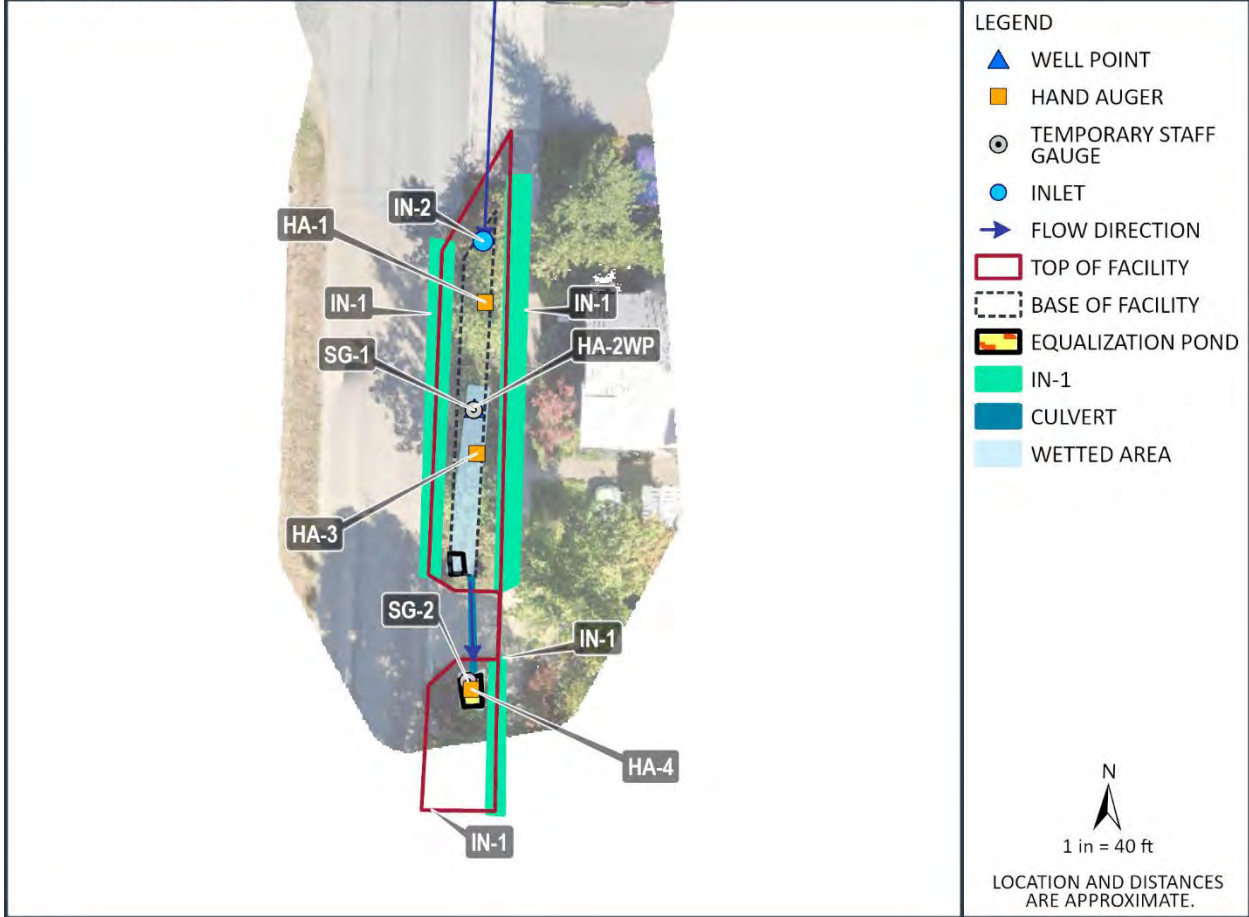 IN-2
HA-1
IN-1
IN-1
SG-1
HA-2WP
HA-3
SG-2
IN-1
HA-4
IN-1
LEGEND
WELL POINT
HAND AUGER
TEMPORARY STAFF
GAUGE
INLET
FLOW DIRECTION
TOP OF FACILITY
BASE OF FACILITY
EQUALIZATION POND
IN-1
CULVERT
WETTED AREA
N
1 in = 40 ft
LOCATION AND DISTANCES
ARE APPROXIMATE.